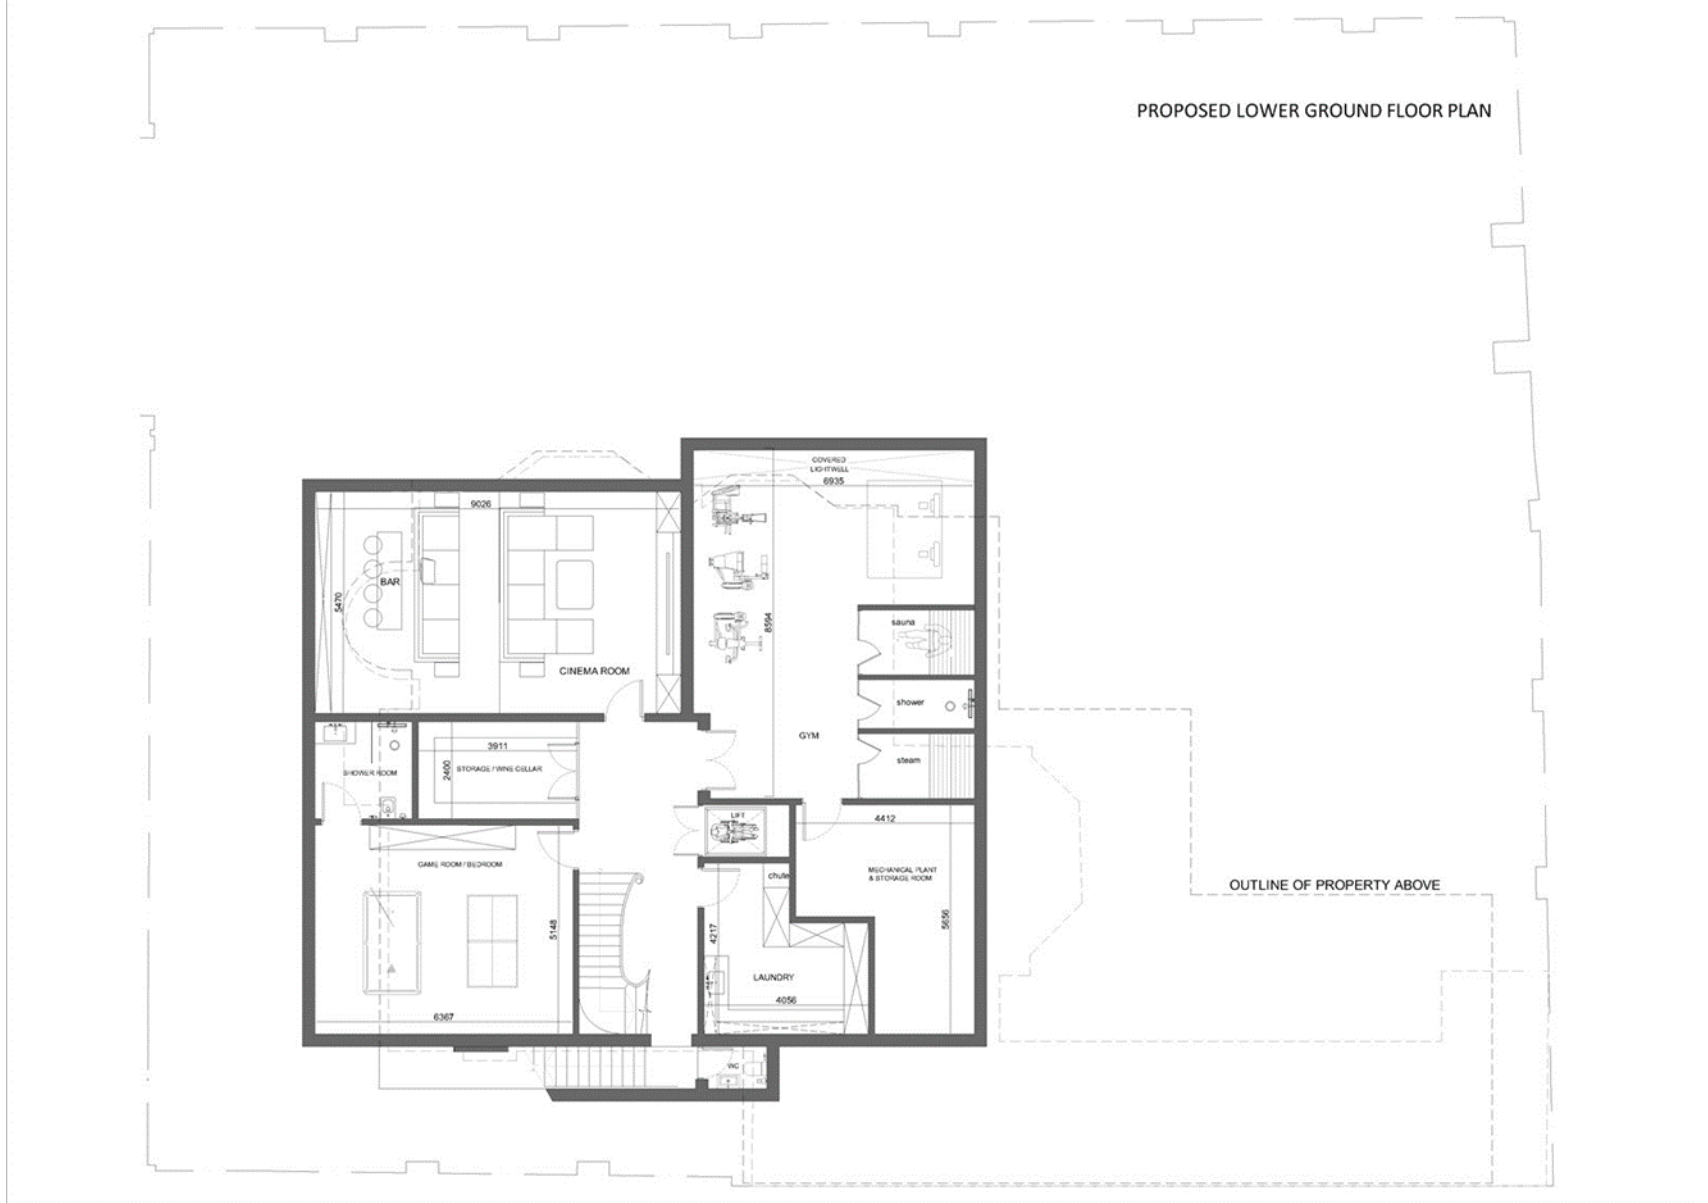 PROPOSED LOWER GROUND FLOOR PLAN
COVERED
LIGHTWELL
6935
9026
BAR
5470
CINEMA ROOM
8594
sauna
shower
GYM
steam
3911
2400
STORAGE / WINE CELLAR
SHOWER ROOM
LIFT
4412
GAME ROOM / BEDROOM
chute
MECHANICAL PLANT
& STORAGE ROOM
OUTLINE OF PROPERTY ABOVE
5148
4217
5656
LAUNDRY
4056
6367
WC